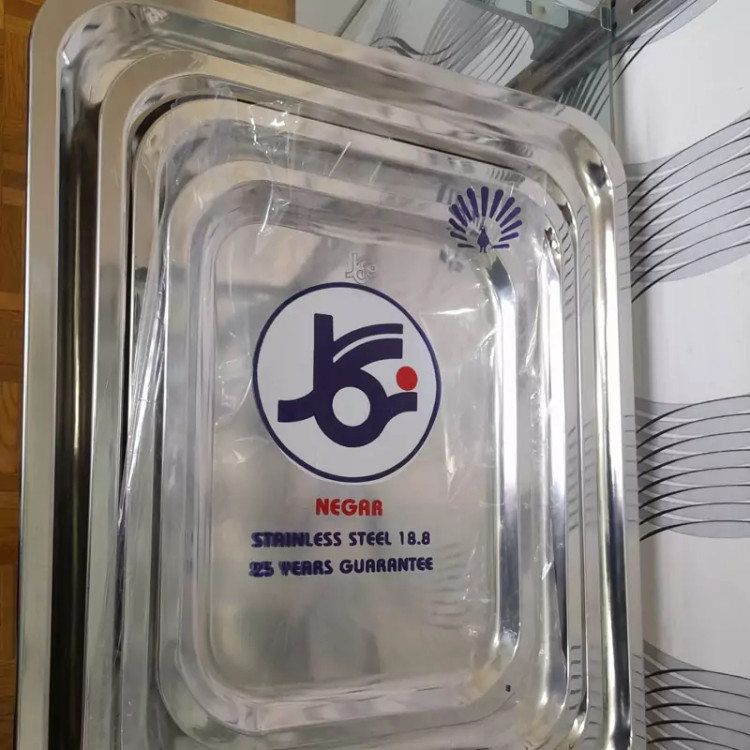 NEGAR
STAINLESS STEEL 18.8
25 YEARS GUARANTEE